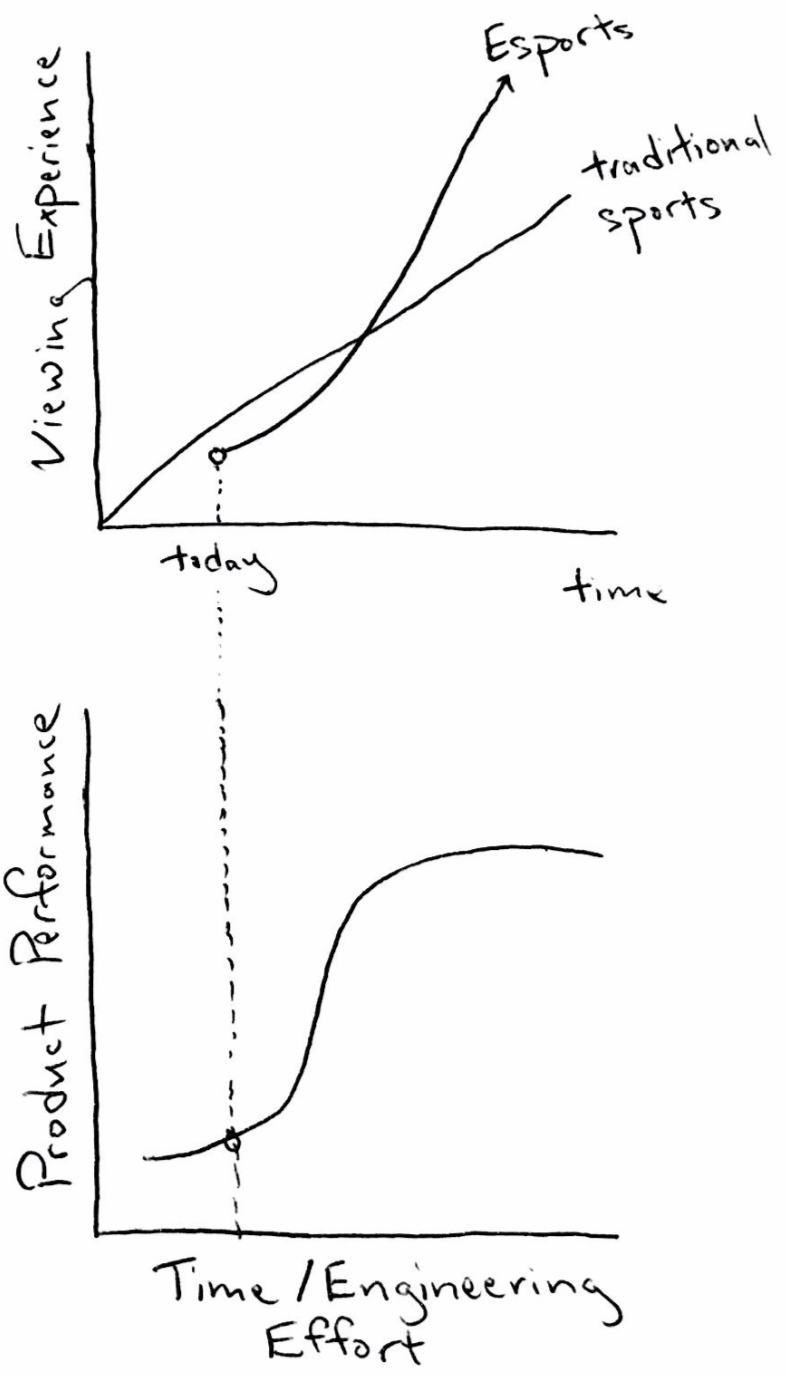 Esports
traditional
sports
Viewing Experience
today
time
Product Performance
Time/Engineering
Effort